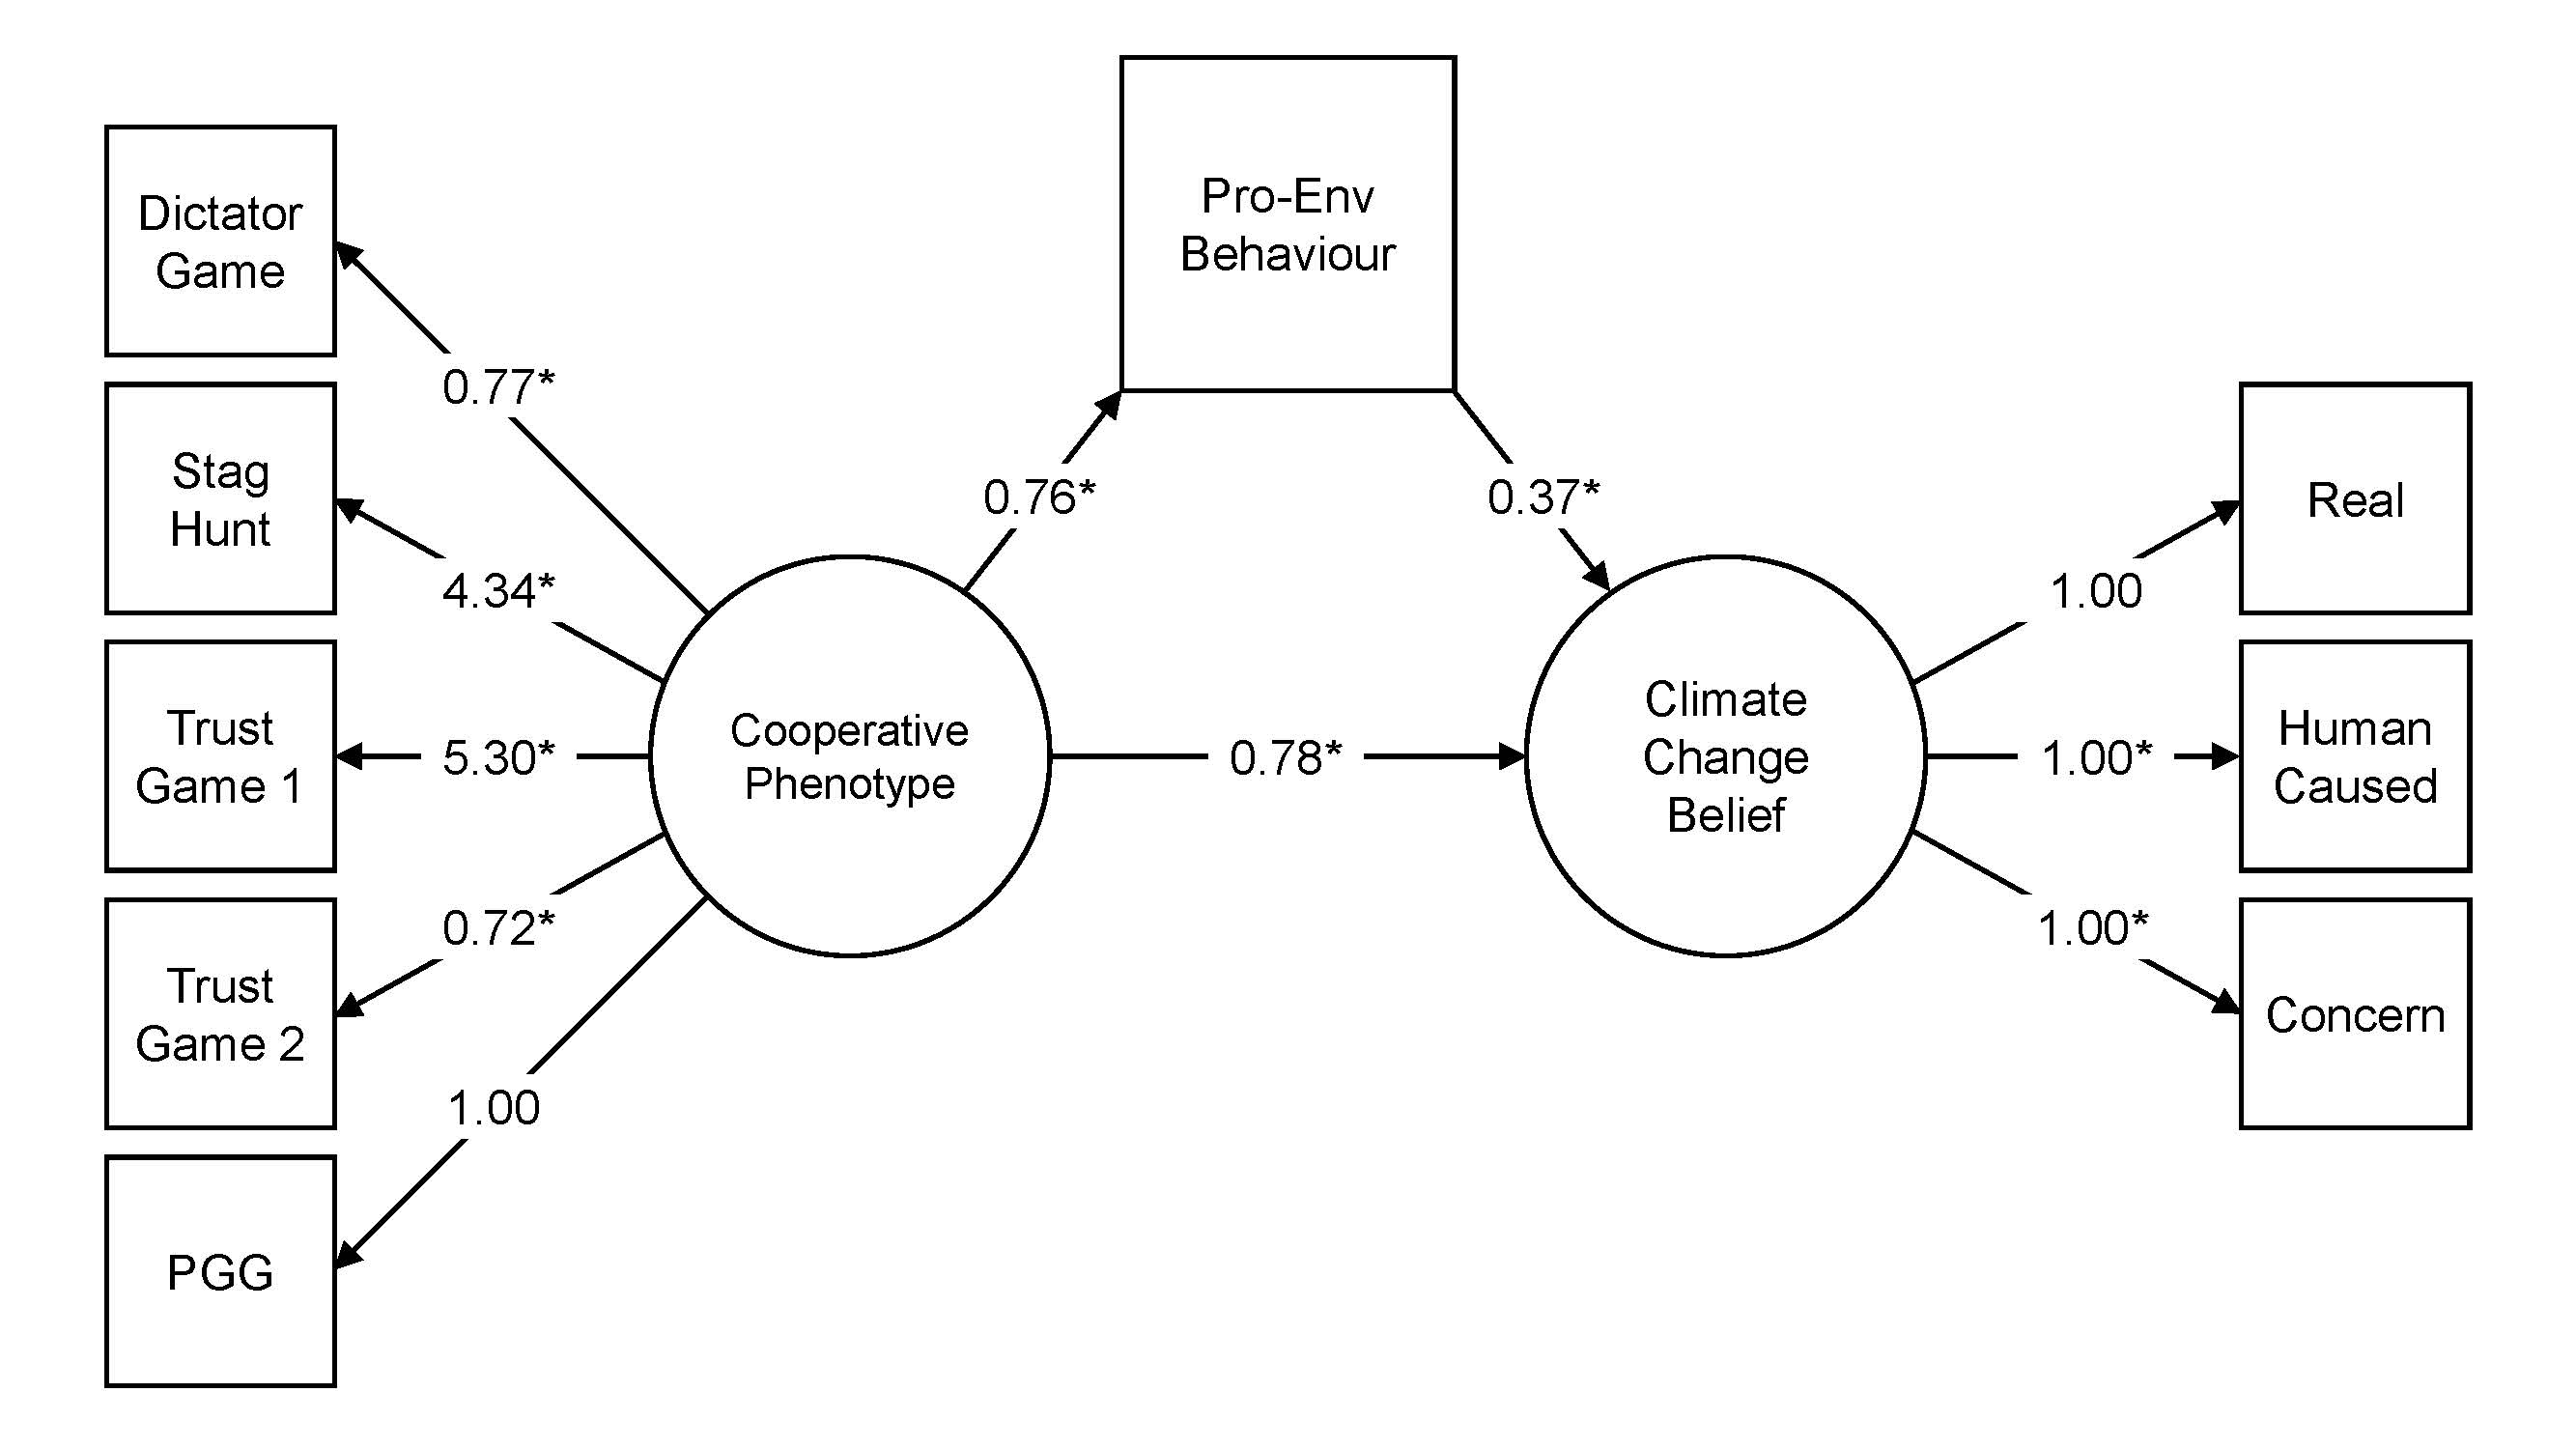 Dictator
Game
Stag
Hunt
Trust
Game 1
Trust
Game 2
PGG
0.77*
4.34*
5.30*
0.72*
1.00
Cooperative
Phenotype
0.76*
Pro-Env
Behaviour
0.37*
0.78*
Climate
Change
Belief
1.00
1.00*
1.00*
Real
Human
Caused
Concern